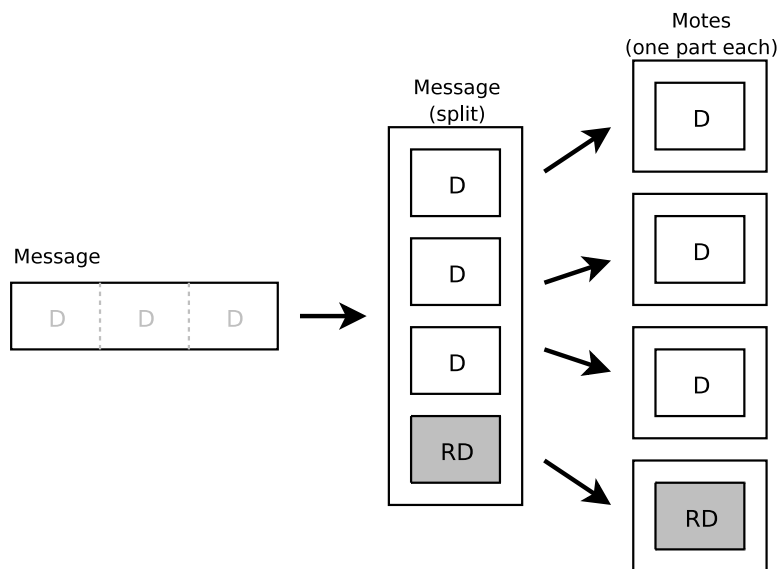 Message
D D D
Message
(split)
D
D
D
RD
Motes
(one part each)
D
D
D
RD